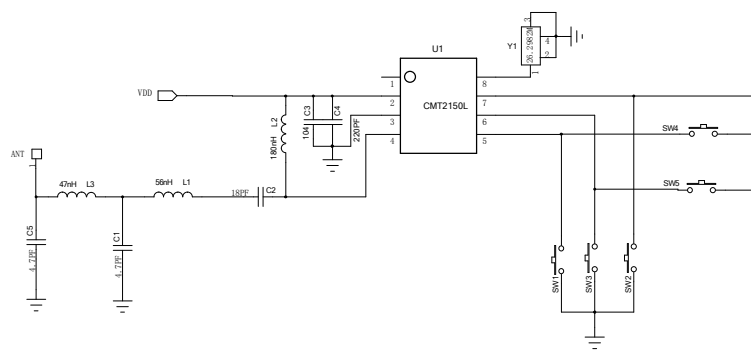 3
Y1
26.2982M
4
2
1
U1
CMT2150L
1
2
3
4
8
7
6
5
VDD
C3
104
C4
220PF
L2
180nH
SW4
SW5
ANT
1
47nH L3
56nH L1
18PF C2
C5
4.7PF
C1
4.7PF
SW1
SW3
SW2